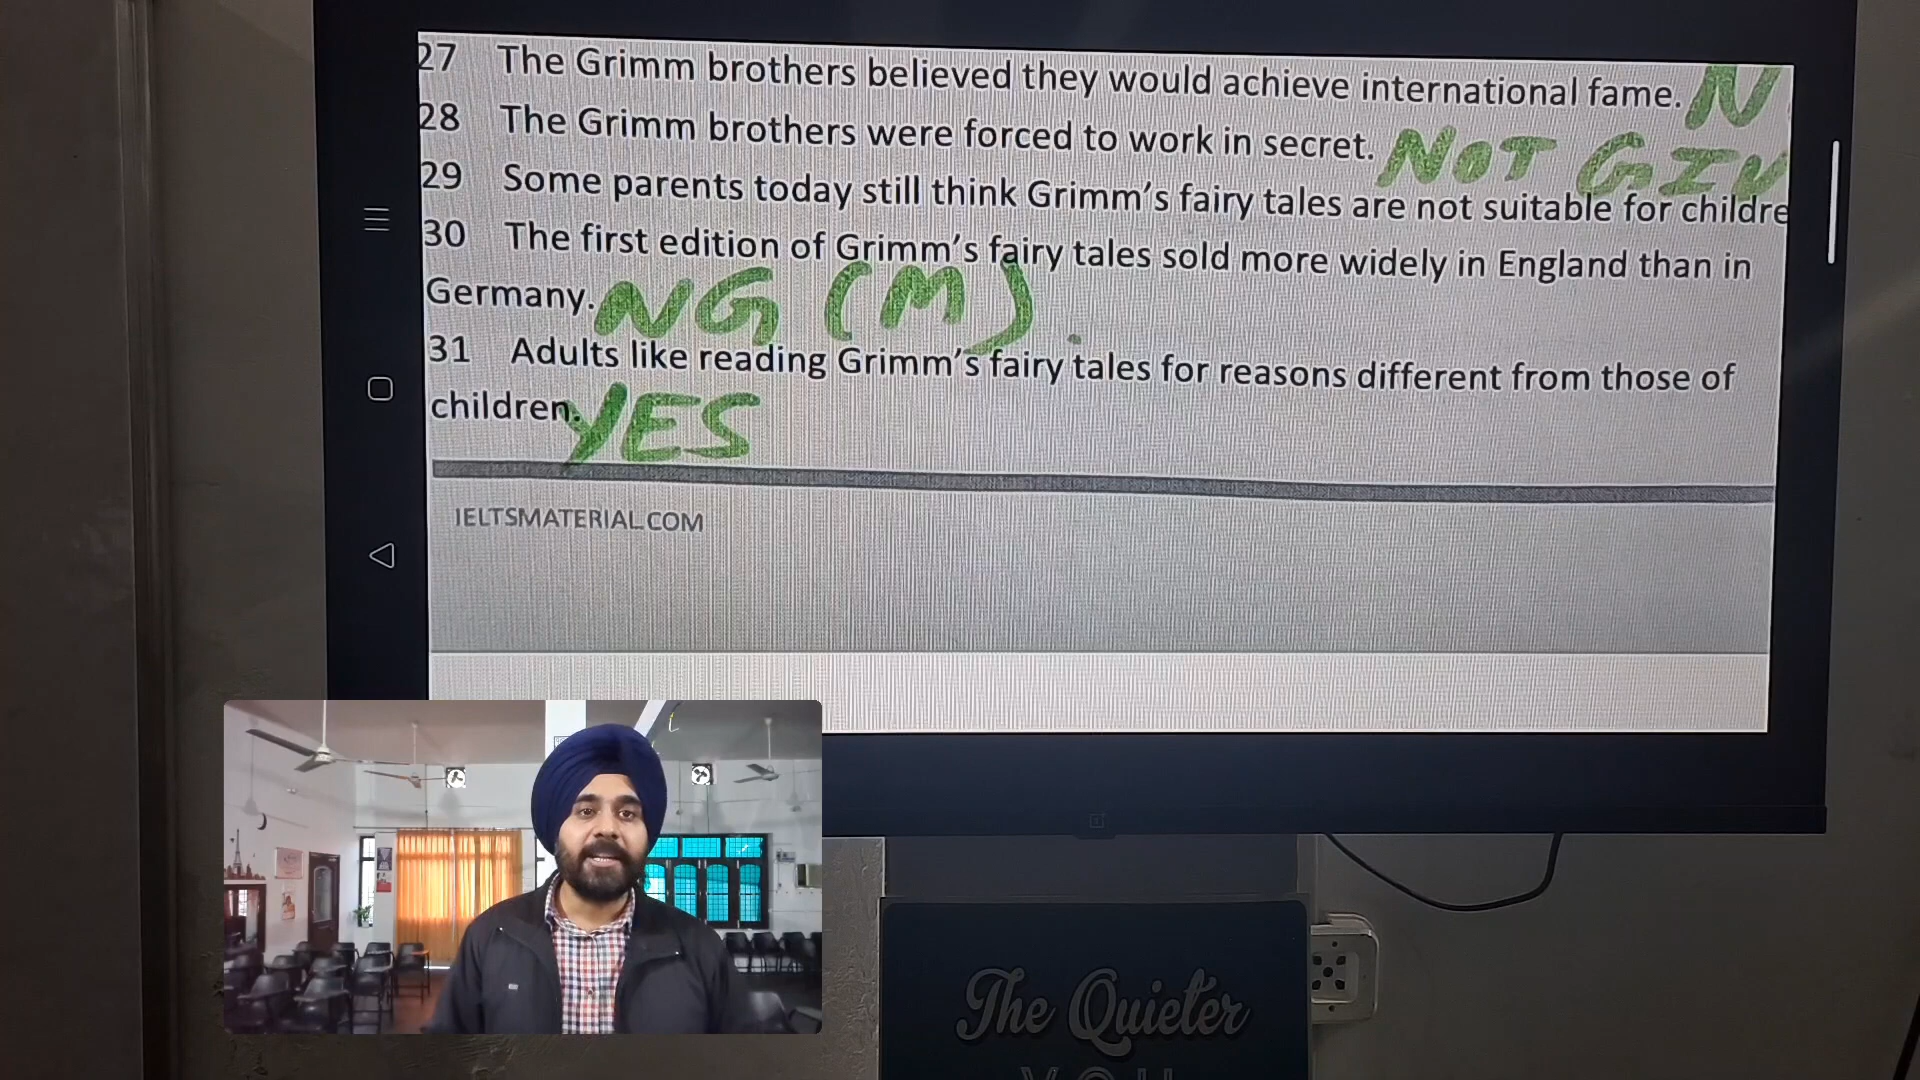 27 The Grimm brothers believed they would achieve international fame. N
28 The Grimm brothers were forced to work in secret. NOT GIV
29 Some parents today still think Grimm's fairy tales are not suitable for childre
30 The first edition of Grimm's fairy tales sold more widely in England than in
Germany. NG (M).
31 Adults like reading Grimm's fairy tales for reasons different from those of
children. YES
IELTSMATERIAL.COM
The Quieter
YOU